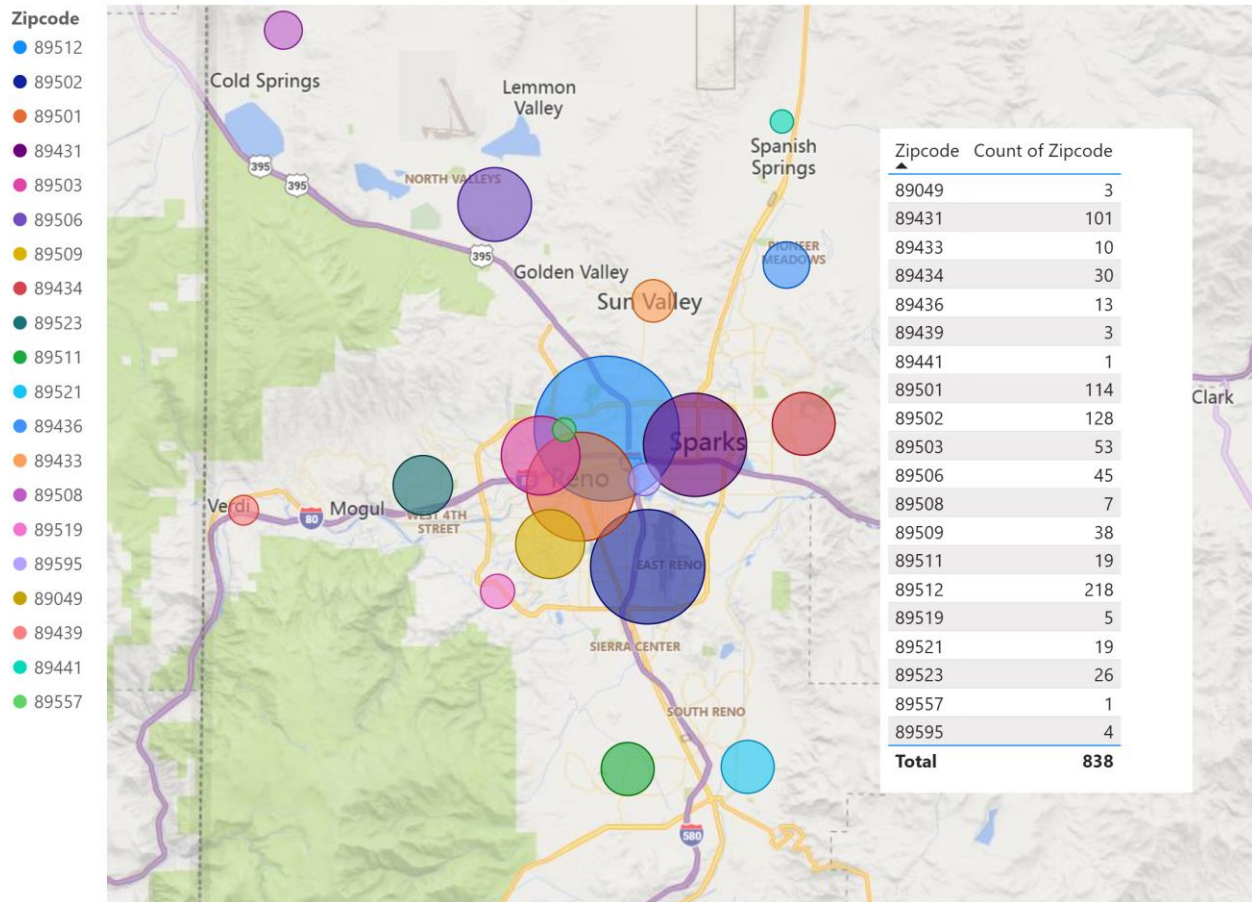 Zipcode
89512
89502
89501
89431
89503
89506
89509
89434
89523
89511
89521
89436
89433
89508
89519
89595
89049
89439
89441
89557
Cold Springs
Lemmon
Valley
Spanish
Springs
395
395
NORTH VALLEYS
395
PIONEER
MEADOWS
Golden Valley
Sun Valley
Sparks
Reno
Verdi
80
Mogul
WEST 4TH
STREET
EAST RENO
SIERRA CENTER
SOUTH RENO
580
Clark
Zipcode Count of Zipcode
89049 3
89431 101
89433 10
89434 30
89436 13
89439 3
89441 1
89501 114
89502 128
89503 53
89506 45
89508 7
89509 38
89511 19
89512 218
89519 5
89521 19
89523 26
89557 1
89595 4
Total 838